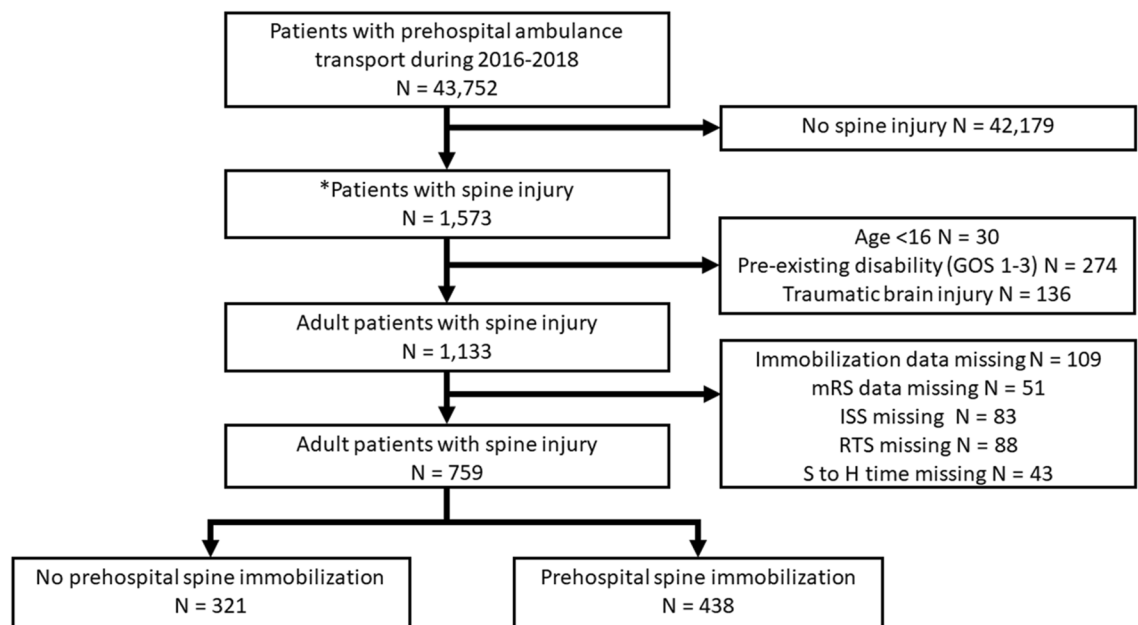 Patients with prehospital ambulance
transport during 2016-2018
N = 43,752
No spine injury N = 42,179
*Patients with spine injury
N = 1,573
Age <16 N = 30
Pre-existing disability (GOS 1-3) N = 274
Traumatic brain injury N = 136
Adult patients with spine injury
N = 1,133
Immobilization data missing N = 109
mRS data missing N = 51
ISS missing N = 83
RTS missing N = 88
S to H time missing N = 43
Adult patients with spine injury
N = 759
No prehospital spine immobilization
N = 321
Prehospital spine immobilization
N = 438